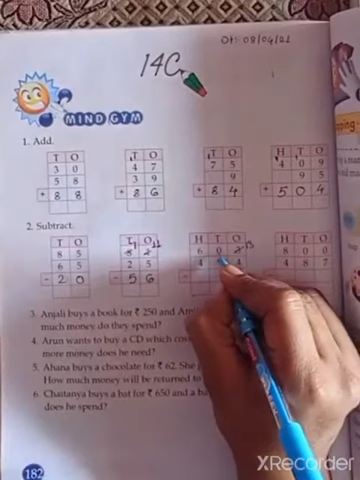 Dt:- 08/04/21
14C
MIND GYM
1. Add.
T O
3 0
5 8
+ 8 8
T O
4 7
3 9
+ 8 6
T O
7 5
9
+ 8 4
H T O
4 0 9
9 5
+ 5 0 4
2. Subtract.
T O
8 5
6 5
- 2 0
T O
2 5
- 5 6
H T O
6 0
4 4
-
H T O
8 0 0
4 8 7
-
3. Anjali buys a book for ₹ 250 and
much money do they spend?
4. Arun wants to buy a CD which
more money does he need?
5. Ahana buys a chocolate for ₹ 62. She
How much money will be returned to
6. Chaitanya buys a hat for ₹ 650 and a
does he spend?
182
XRecorder